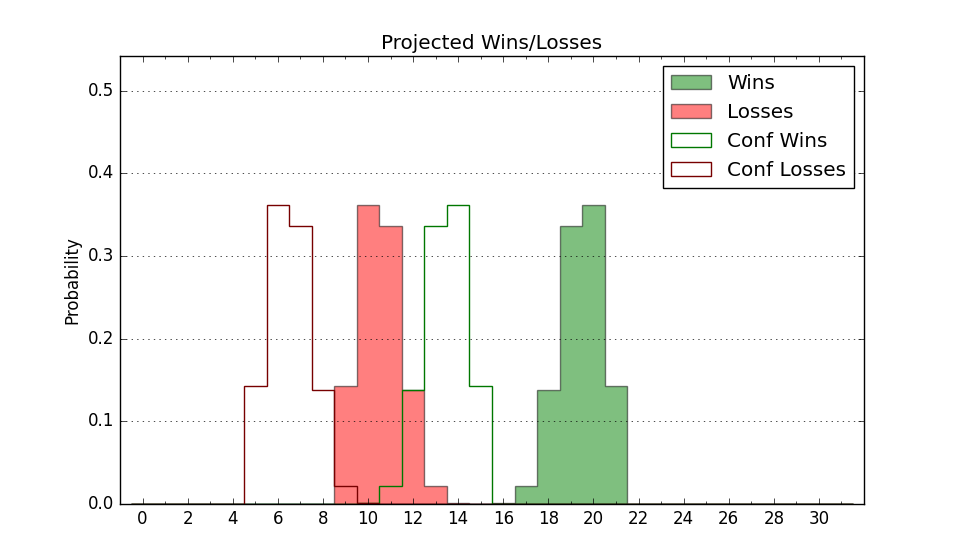 Projected Wins/Losses
Probability
0.5
0.4
0.3
0.2
0.1
0.0
0 2 4 6 8 10 12 14 16 18 20 22 24 26 28 30
Wins
Losses
Conf Wins
Conf Losses